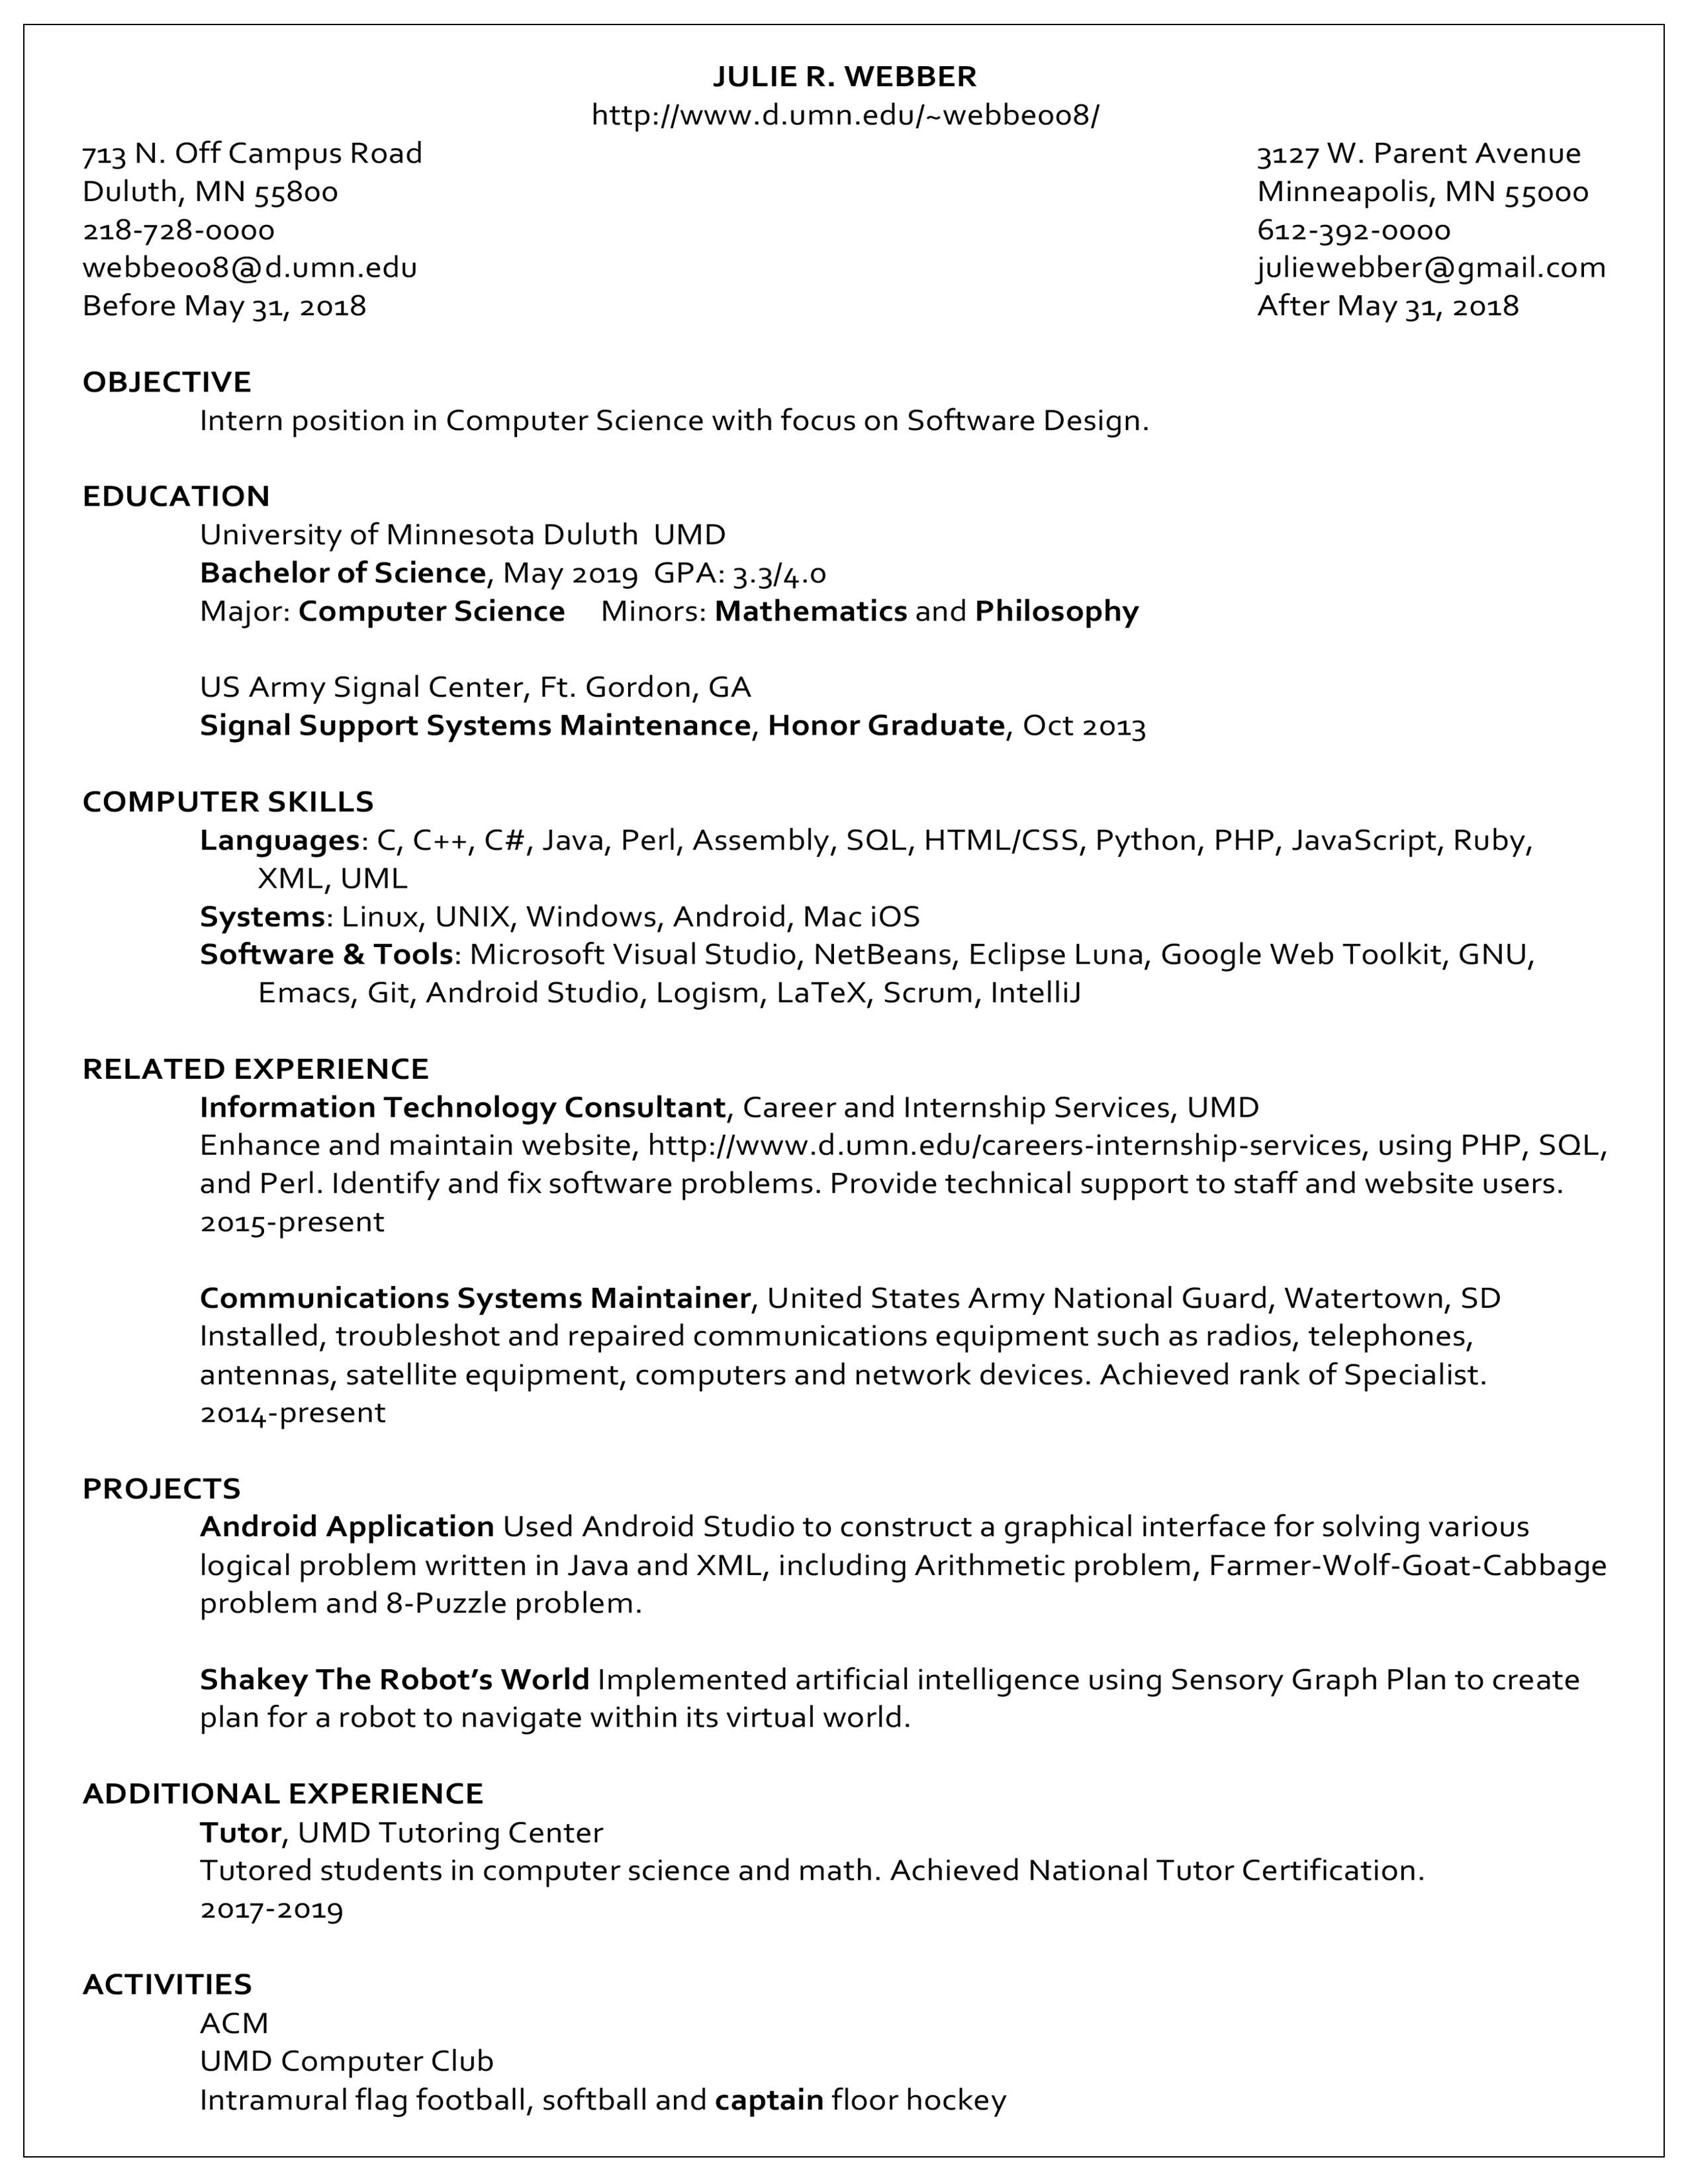 JULIE R. WEBBER
http://www.d.umn.edu/~webbe008/
713 N. Off Campus Road
Duluth, MN 55800
218-728-0000
webbe008@d.umn.edu
Before May 31, 2018
3127 W. Parent Avenue
Minneapolis, MN 55000
612-392-0000
juliewebber@gmail.com
After May 31, 2018
OBJECTIVE
Intern position in Computer Science with focus on Software Design.
EDUCATION
University of Minnesota Duluth  UMD
Bachelor of Science, May 2019  GPA: 3.3/4.0
Major: Computer Science    Minors: Mathematics and Philosophy
US Army Signal Center, Ft. Gordon, GA
Signal Support Systems Maintenance, Honor Graduate, Oct 2013
COMPUTER SKILLS
Languages: C, C++, C#, Java, Perl, Assembly, SQL, HTML/CSS, Python, PHP, JavaScript, Ruby,
XML, UML
Systems: Linux, UNIX, Windows, Android, Mac iOS
Software & Tools: Microsoft Visual Studio, NetBeans, Eclipse Luna, Google Web Toolkit, GNU,
Emacs, Git, Android Studio, Logism, LaTeX, Scrum, IntelliJ
RELATED EXPERIENCE
Information Technology Consultant, Career and Internship Services, UMD
Enhance and maintain website, http://www.d.umn.edu/careers-internship-services, using PHP, SQL,
and Perl. Identify and fix software problems. Provide technical support to staff and website users.
2015-present
Communications Systems Maintainer, United States Army National Guard, Watertown, SD
Installed, troubleshot and repaired communications equipment such as radios, telephones,
antennas, satellite equipment, computers and network devices. Achieved rank of Specialist.
2014-present
PROJECTS
Android Application Used Android Studio to construct a graphical interface for solving various
logical problem written in Java and XML, including Arithmetic problem, Farmer-Wolf-Goat-Cabbage
problem and 8-Puzzle problem.
Shakey The Robot’s World Implemented artificial intelligence using Sensory Graph Plan to create
plan for a robot to navigate within its virtual world.
ADDITIONAL EXPERIENCE
Tutor, UMD Tutoring Center
Tutored students in computer science and math. Achieved National Tutor Certification.
2017-2019
ACTIVITIES
ACM
UMD Computer Club
Intramural flag football, softball and captain floor hockey